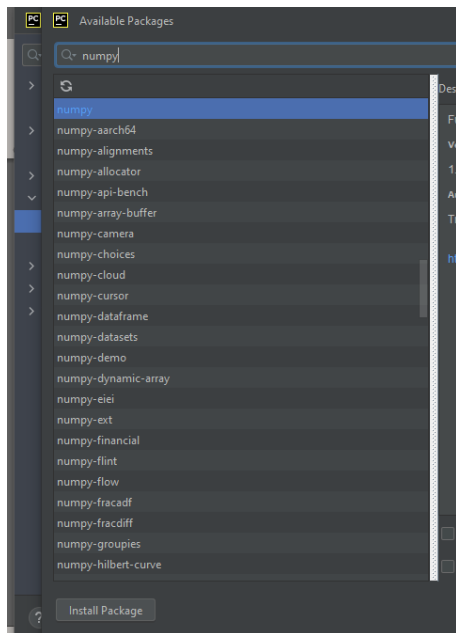 PC PC Available Packages
numpy
Des
numpy
numpy-aarch64
numpy-alignments
numpy-allocator
numpy-api-bench
numpy-array-buffer
numpy-camera
numpy-choices
numpy-cloud
numpy-cursor
numpy-dataframe
numpy-datasets
numpy-demo
numpy-dynamic-array
numpy-eiei
numpy-ext
numpy-financial
numpy-flint
numpy-flow
numpy-fracadf
numpy-fracdiff
numpy-groupies
numpy-hilbert-curve
Install Package
?